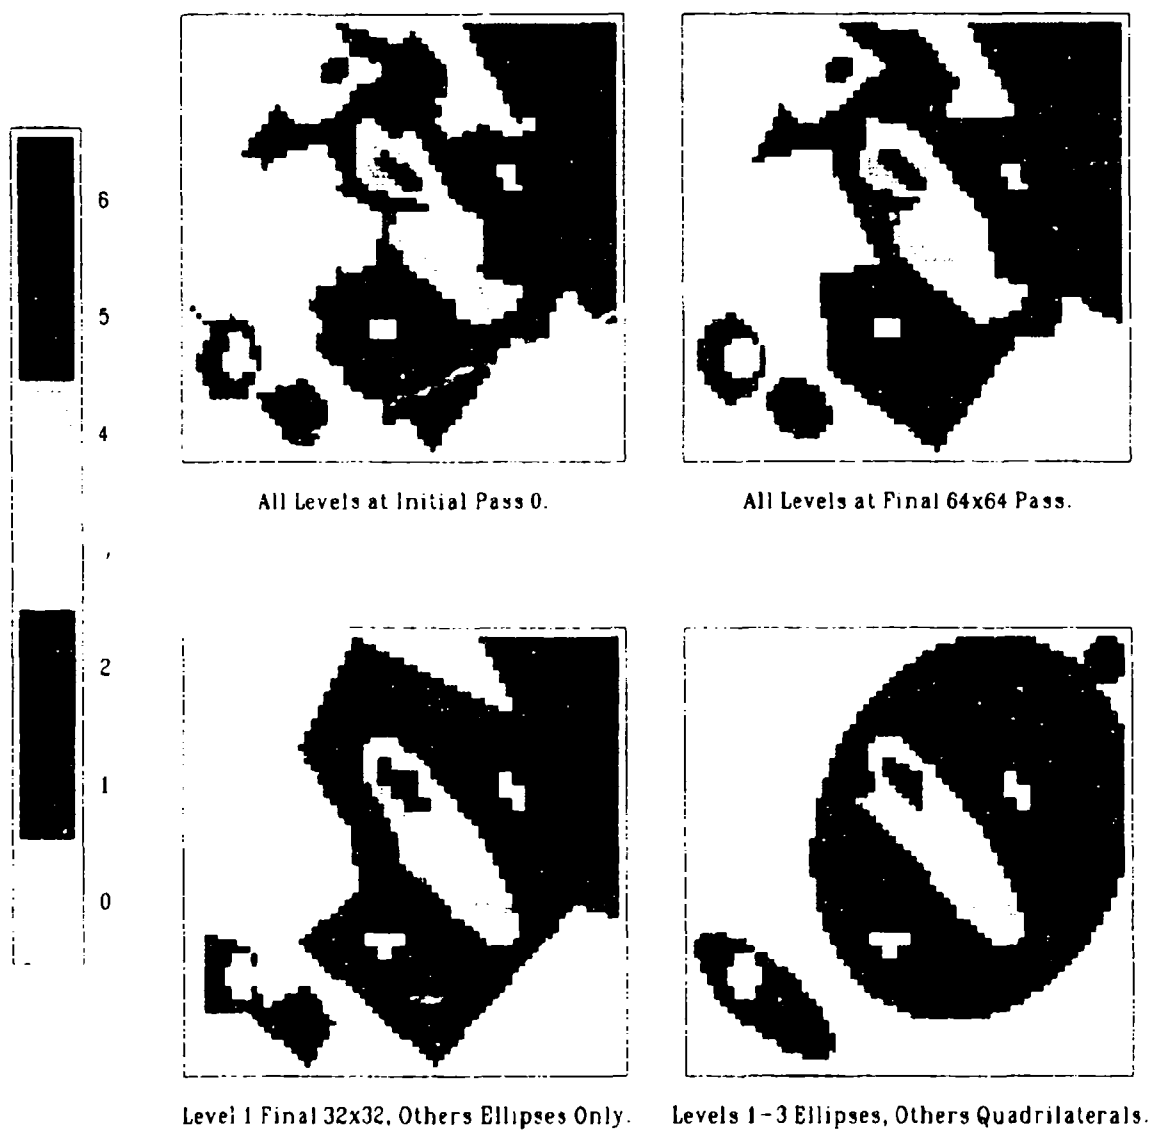 6
5
4
2
1
0
All Levels at Initial Pass 0.
All Levels at Final 64x64 Pass.
Level 1 Final 32x32, Others Ellipses Only.
Levels 1-3 Ellipses, Others Quadrilaterals.